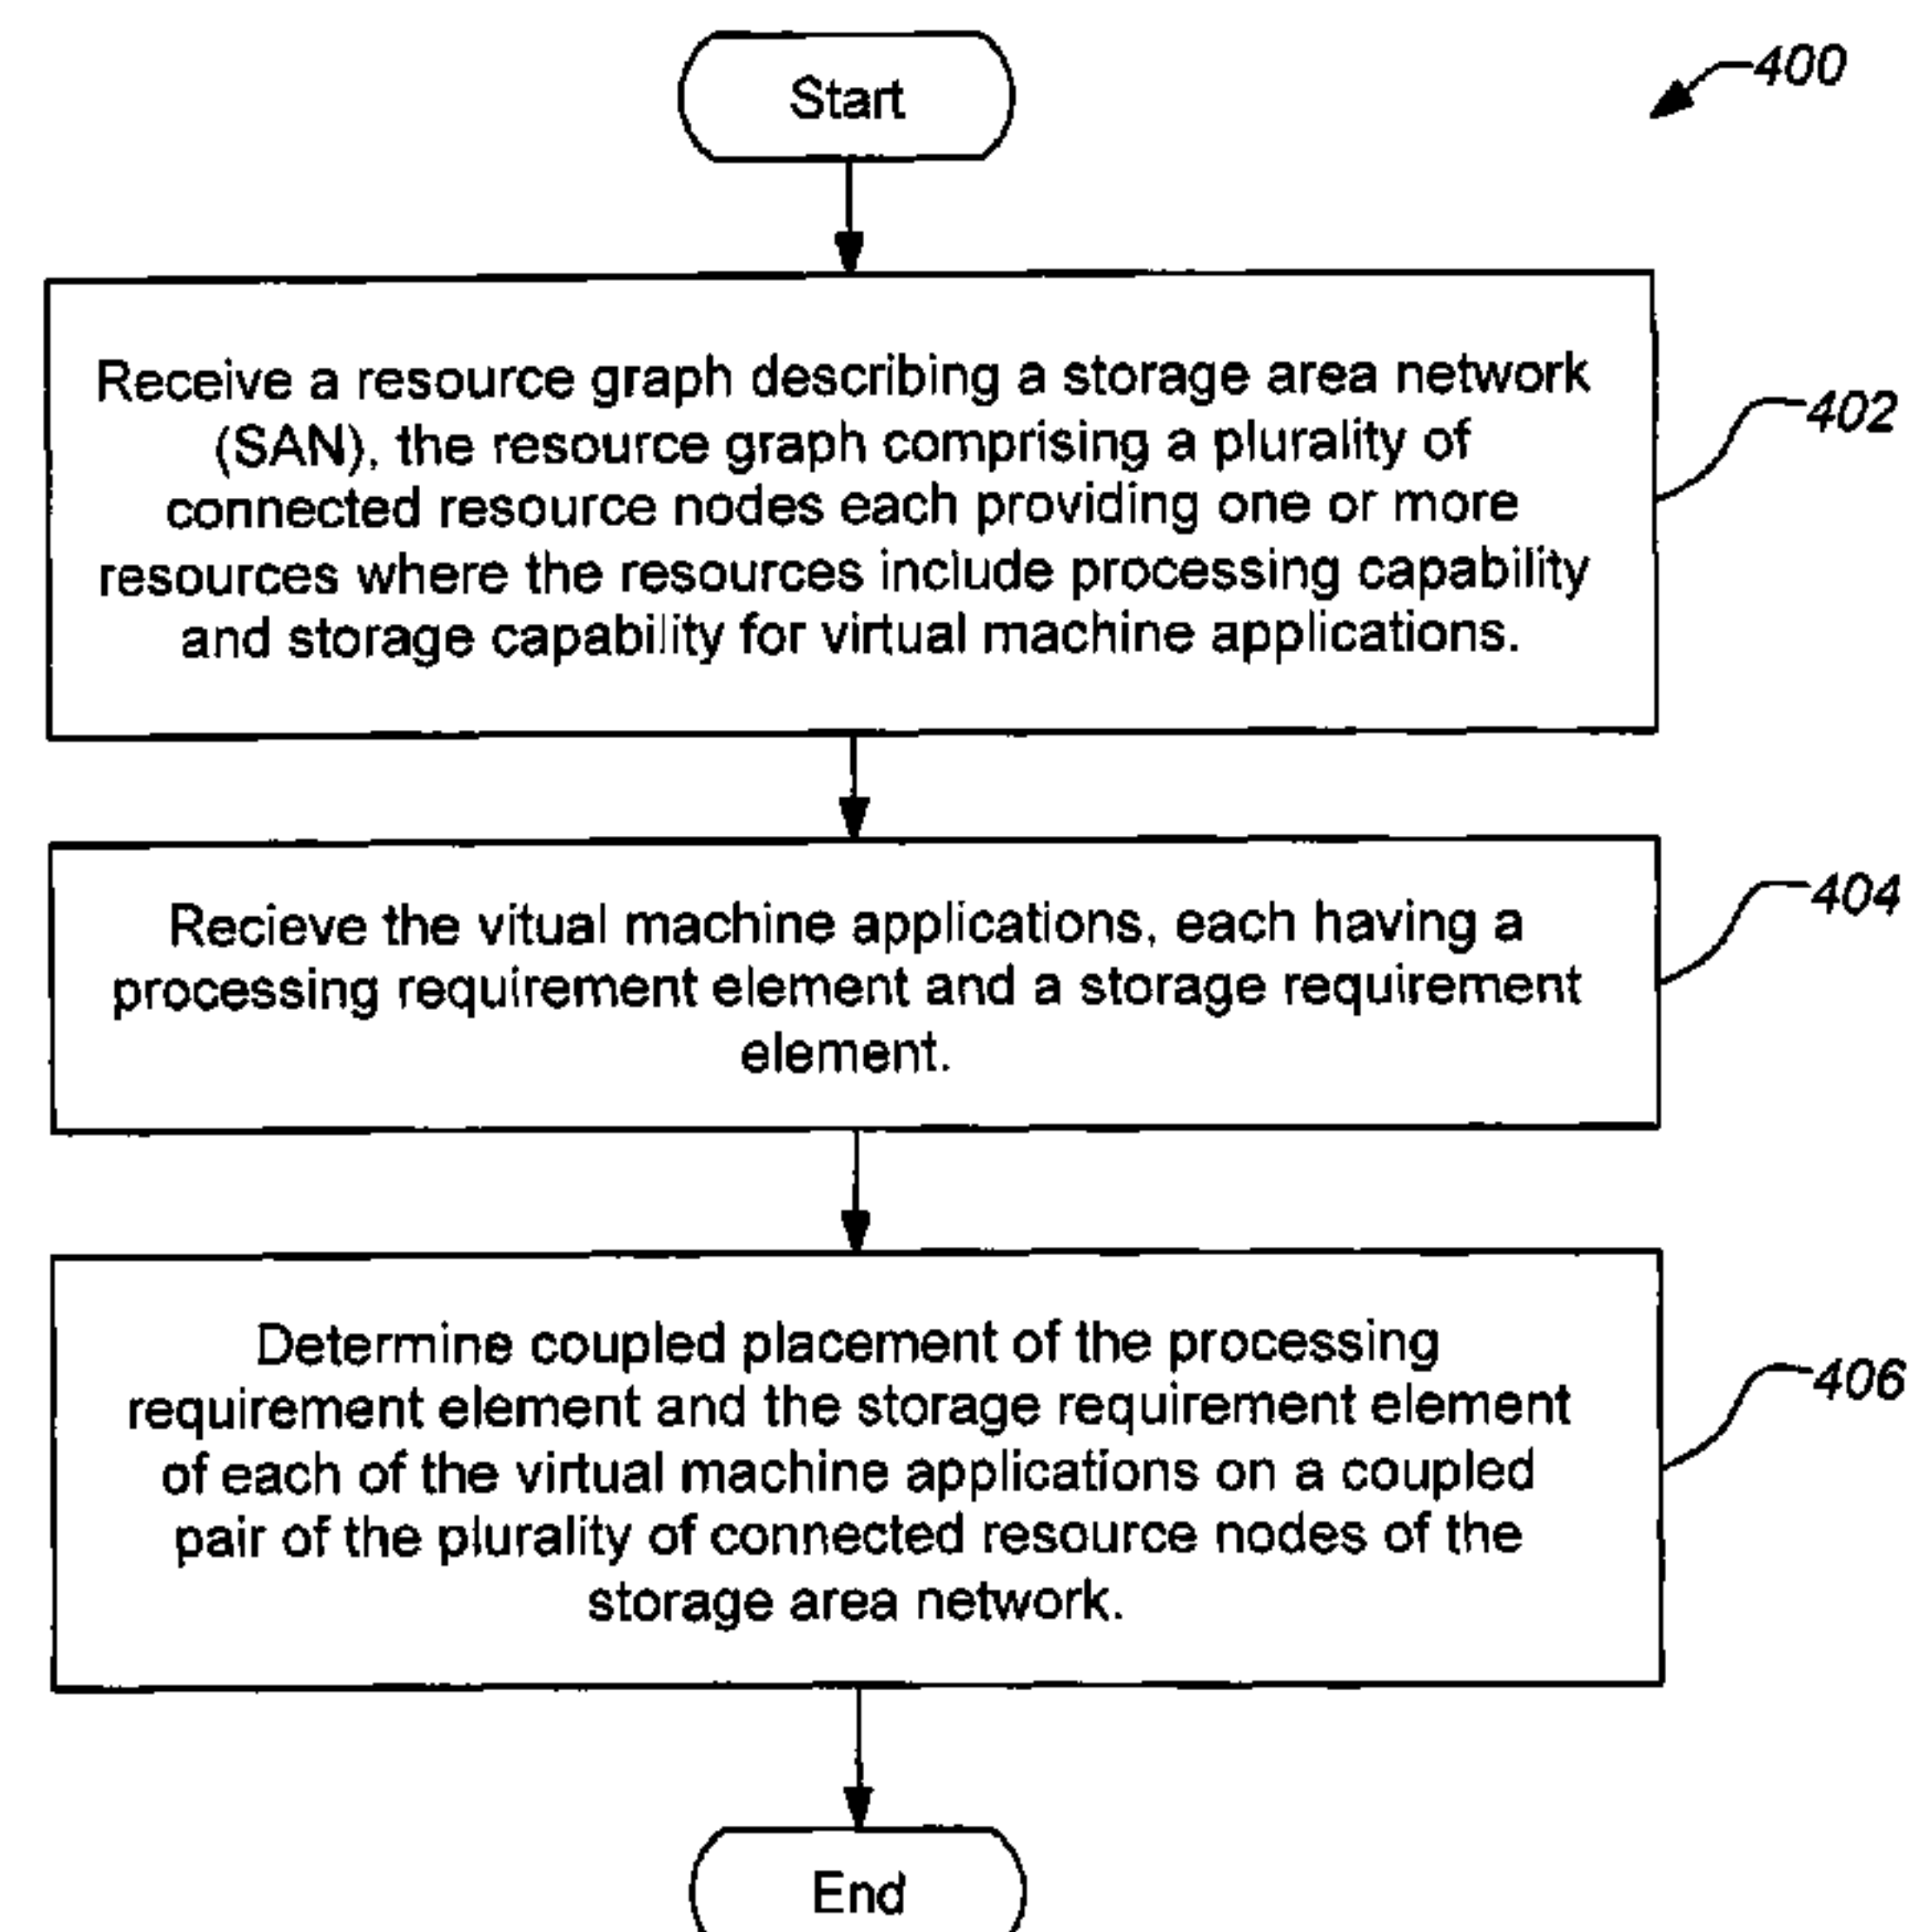 Start
400
Receive a resource graph describing a storage area network
(SAN), the resource graph comprising a plurality of
connected resource nodes each providing one or more
resources where the resources include processing capability
and storage capability for virtual machine applications.
402
Recieve the vitual machine applications, each having a
processing requirement element and a storage requirement
element.
404
Determine coupled placement of the processing
requirement element and the storage requirement element
of each of the virtual machine applications on a coupled
pair of the plurality of connected resource nodes of the
storage area network.
406
End